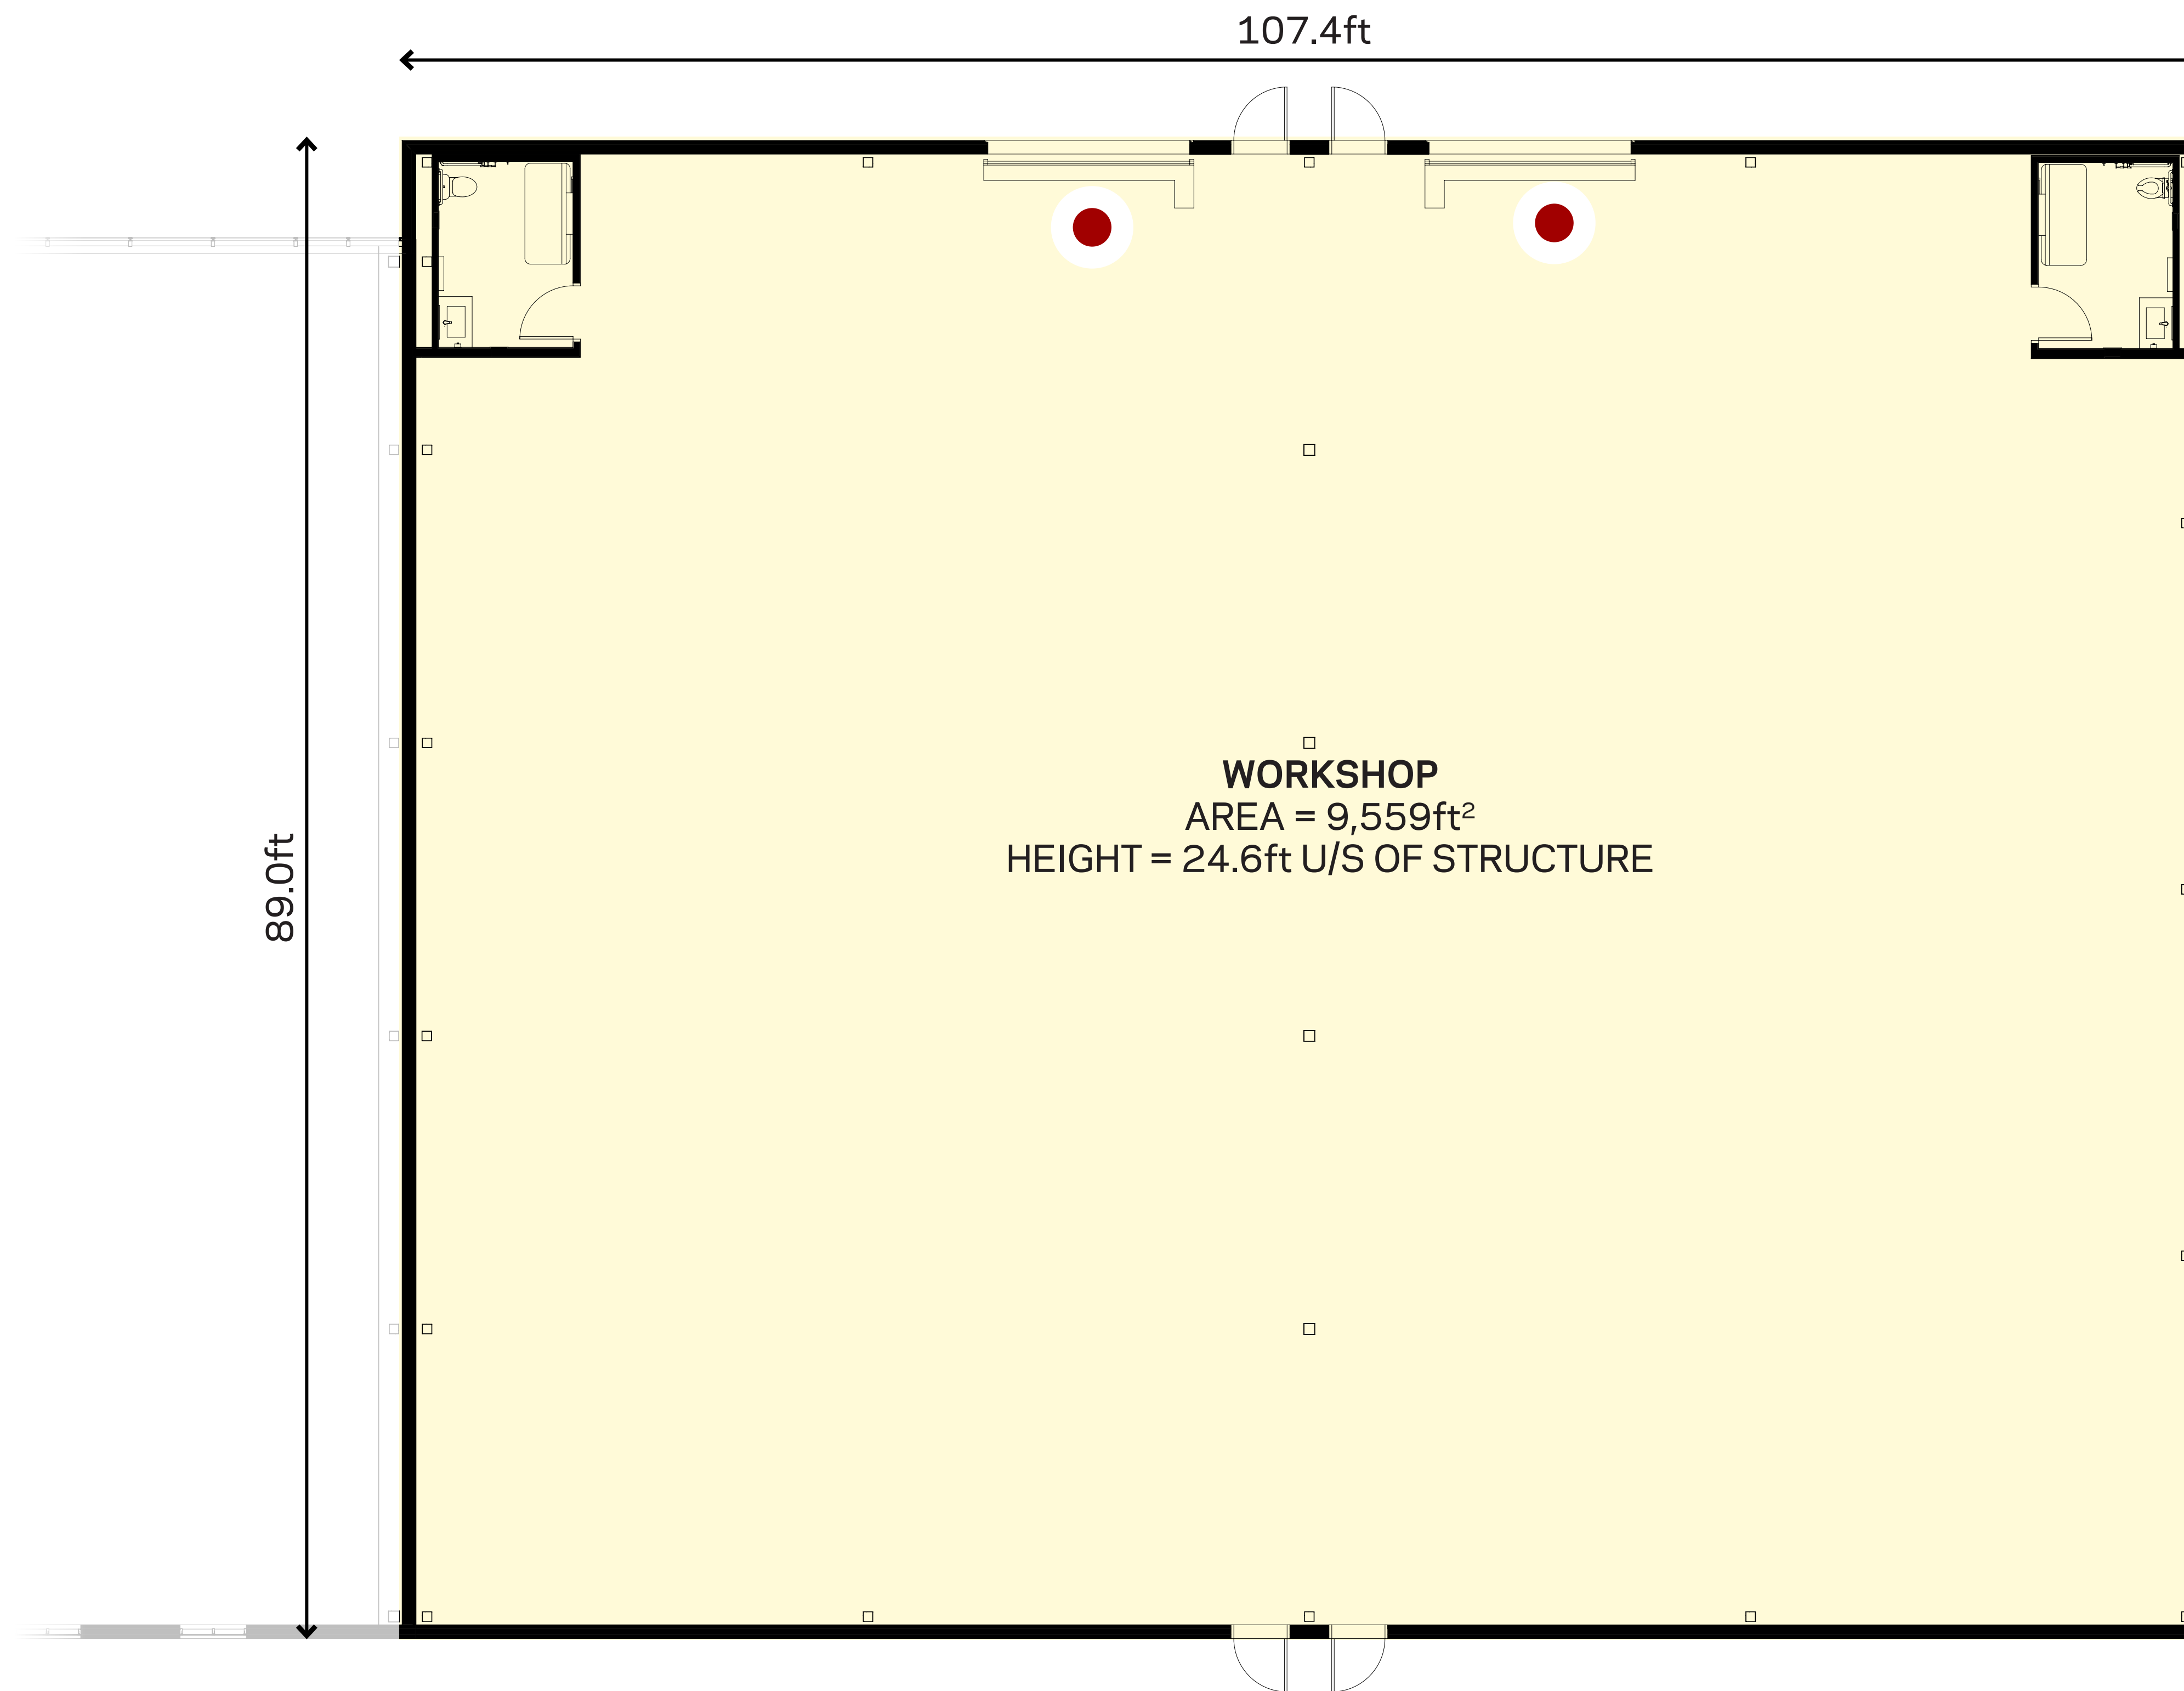 107.4ft
89.0ft
WORKSHOP
AREA = 9,559ft²
HEIGHT = 24.6ft U/S OF STRUCTURE